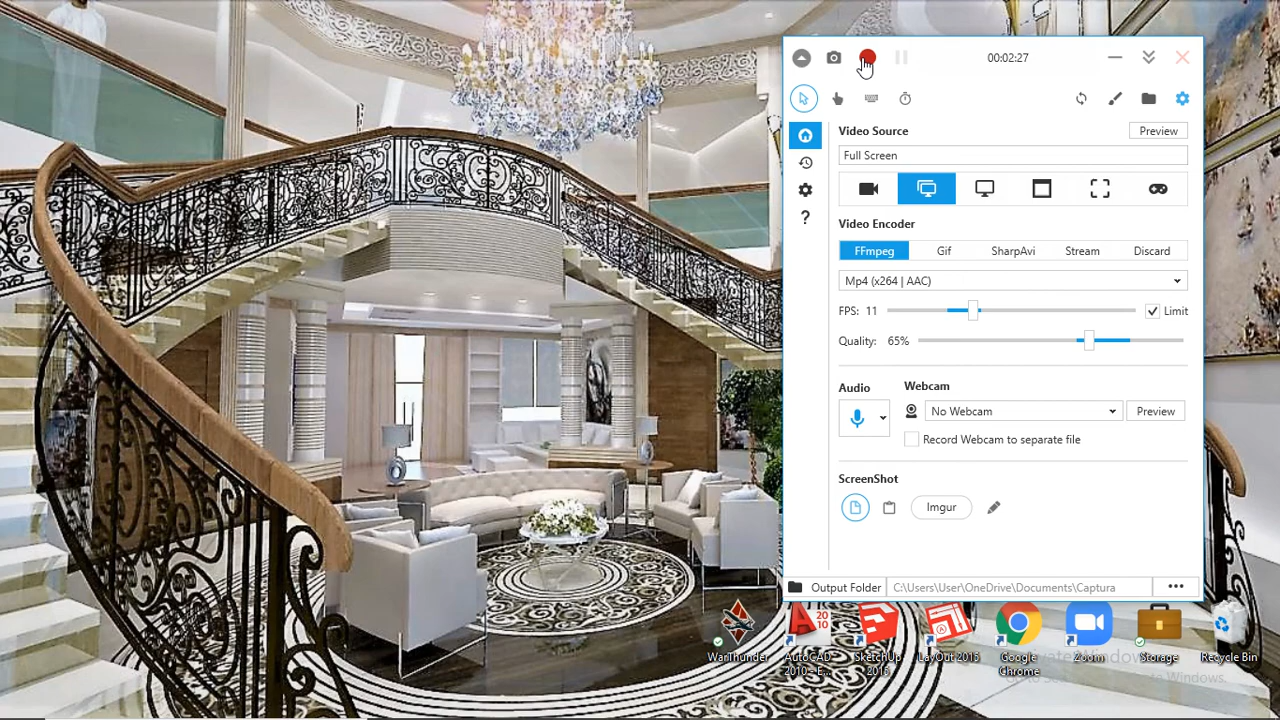 00:02:27
Video Source
Preview
Full Screen
Video Encoder
FFmpeg Gif SharpAvi Stream Discard
Mp4 (x264 | AAC)
FPS: 11 Limit
Quality: 65%
Audio Webcam
No Webcam Preview
Record Webcam to separate file
ScreenShot
Imgur
Output Folder C:\Users\User\OneDrive\Documents\Captura
WarThunder AutoCAD 2010 - E... SketchUp 2016 LayOut 2016 Google Chrome Zoom Storage Recycle Bin